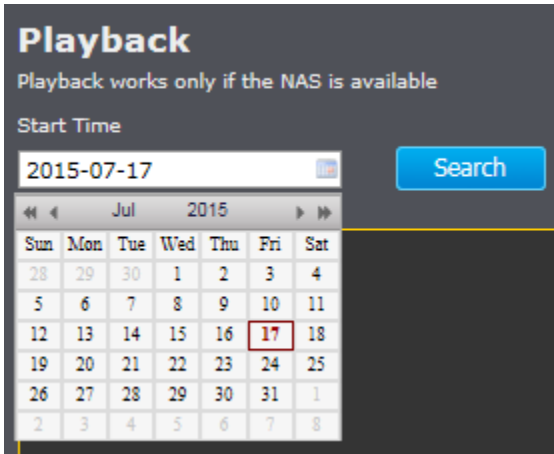 Playback
Playback works only if the NAS is available
Start Time
2015-07-17 Search
Jul 2015
Sun Mon Tue Wed Thu Fri Sat
28 29 30 1 2 3 4
5 6 7 8 9 10 11
12 13 14 15 16 17 18
19 20 21 22 23 24 25
26 27 28 29 30 31 1
2 3 4 5 6 7 8